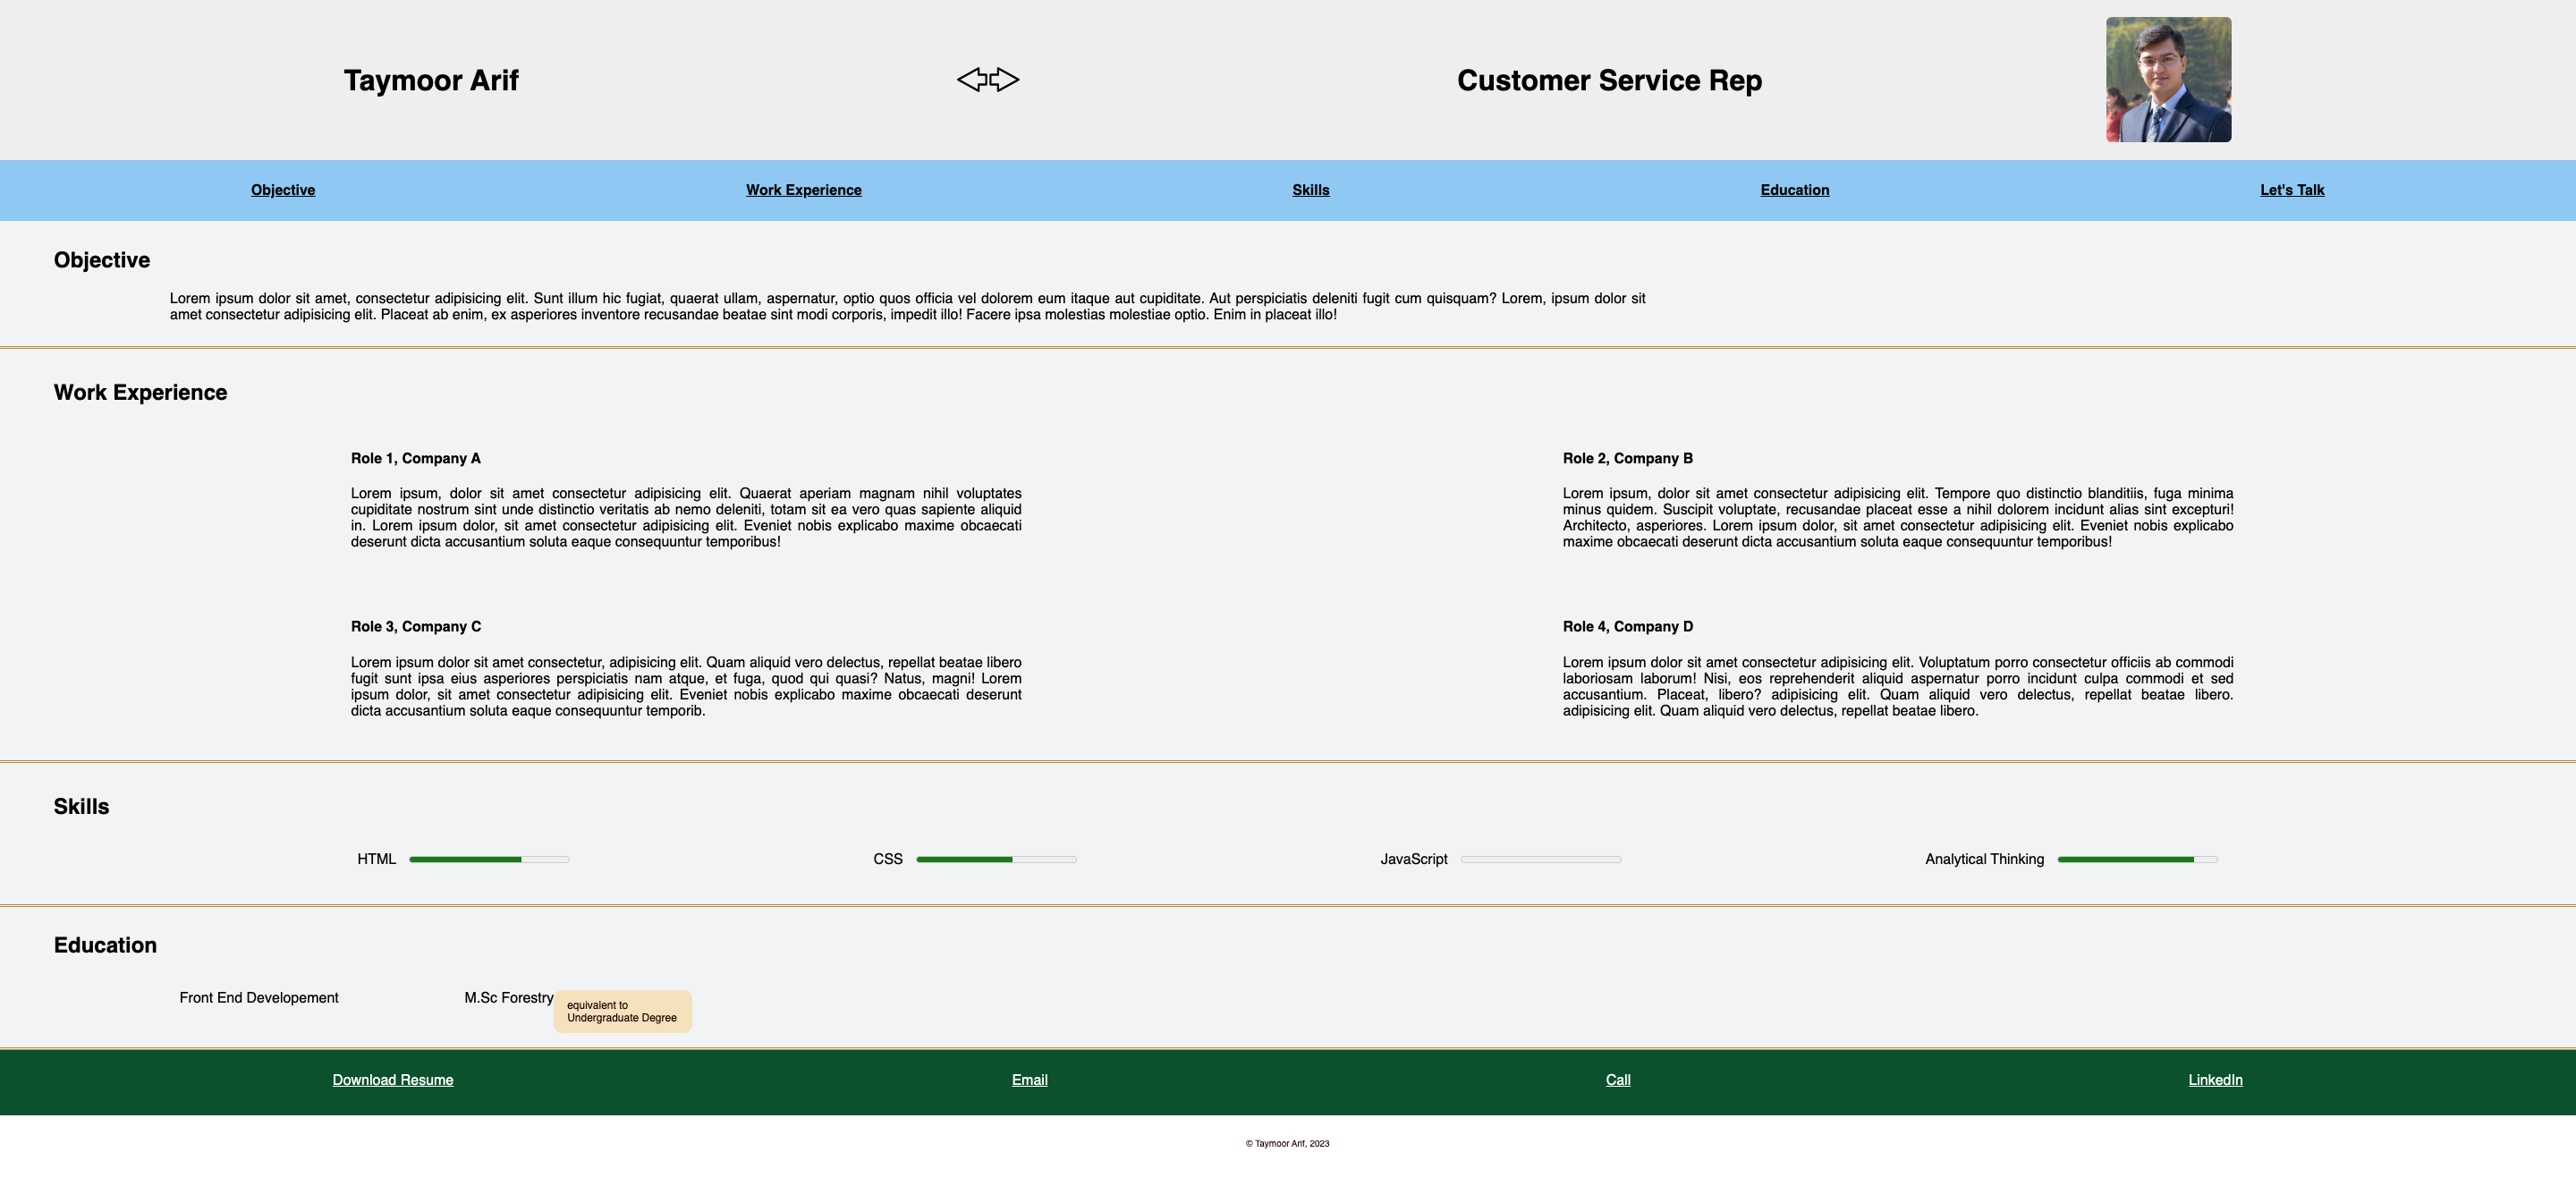 Taymoor Arif
Customer Service Rep
Objective
Work Experience
Skills
Education
Let's Talk
Objective
Lorem ipsum dolor sit amet, consectetur adipisicing elit. Sunt illum hic fugiat, quaerat ullam, aspernatur, optio quos officia vel dolorem eum itaque aut cupiditate. Aut perspiciatis deleniti fugit cum quisquam? Lorem, ipsum dolor sit
amet consectetur adipisicing elit. Placeat ab enim, ex asperiores inventore recusandae beatae sint modi corporis, impedit illo! Facere ipsa molestias molestiae optio. Enim in placeat illo!
Work Experience
Role 1, Company A
Lorem ipsum, dolor sit amet consectetur adipisicing elit. Quaerat aperiam magnam nihil voluptates
cupiditate nostrum sint unde distinctio veritatis ab nemo deleniti, totam sit ea vero quas sapiente aliquid
in. Lorem ipsum dolor, sit amet consectetur adipisicing elit. Eveniet nobis explicabo maxime obcaecati
deserunt dicta accusantium soluta eaque consequuntur temporibus!
Role 2, Company B
Lorem ipsum, dolor sit amet consectetur adipisicing elit. Tempore quo distinctio blanditiis, fuga minima
minus quidem. Suscipit voluptate, recusandae placeat esse a nihil dolorem incidunt alias sint excepturi!
Architecto, asperiores. Lorem ipsum dolor, sit amet consectetur adipisicing elit. Eveniet nobis explicabo
maxime obcaecati deserunt dicta accusantium soluta eaque consequuntur temporibus!
Role 3, Company C
Lorem ipsum dolor sit amet consectetur, adipisicing elit. Quam aliquid vero delectus, repellat beatae libero
fugit sunt ipsa eius asperiores perspiciatis nam atque, et fuga, quod qui quasi? Natus, magni! Lorem
ipsum dolor, sit amet consectetur adipisicing elit. Eveniet nobis explicabo maxime obcaecati deserunt
dicta accusantium soluta eaque consequuntur temporib.
Role 4, Company D
Lorem ipsum dolor sit amet consectetur adipisicing elit. Voluptatum porro consectetur officiis ab commodi
laboriosam laborum! Nisi, eos reprehenderit aliquid aspernatur porro incidunt culpa commodi et sed
accusantium. Placeat, libero? adipisicing elit. Quam aliquid vero delectus, repellat beatae libero.
adipisicing elit. Quam aliquid vero delectus, repellat beatae libero.
Skills
HTML
CSS
JavaScript
Analytical Thinking
Education
Front End Developement
M.Sc Forestry
equivalent to
Undergraduate Degree
Download Resume
Email
Call
LinkedIn
© Taymoor Arif, 2023